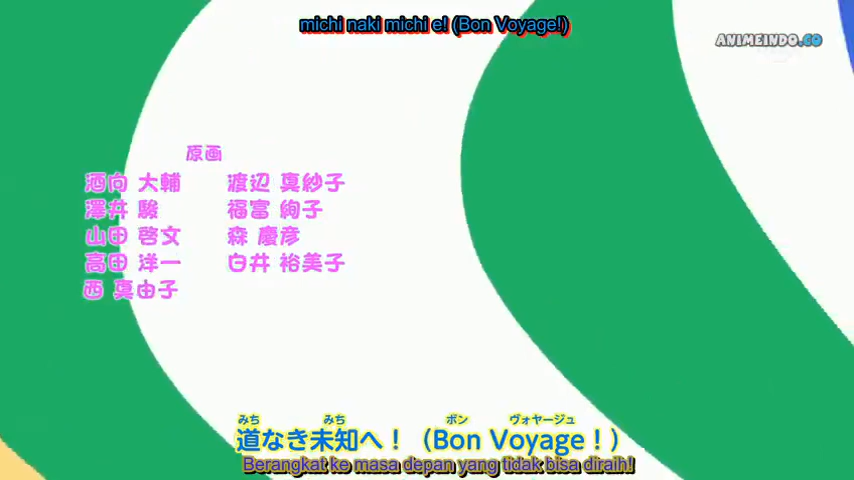 michi naki michi e! (Bon Voyage!)
ANIMEINDO.CO
原画
酒向 大輔 渡辺 真紗子
澤井 駿 福富 絢子
山田 啓文 森 慶彦
高田 洋一 白井 裕美子
西 真由子
みち みち ボン ヴォヤージュ
道なき未知へ！（Bon Voyage！）
Berangkat ke masa depan yang tidak bisa diraih!